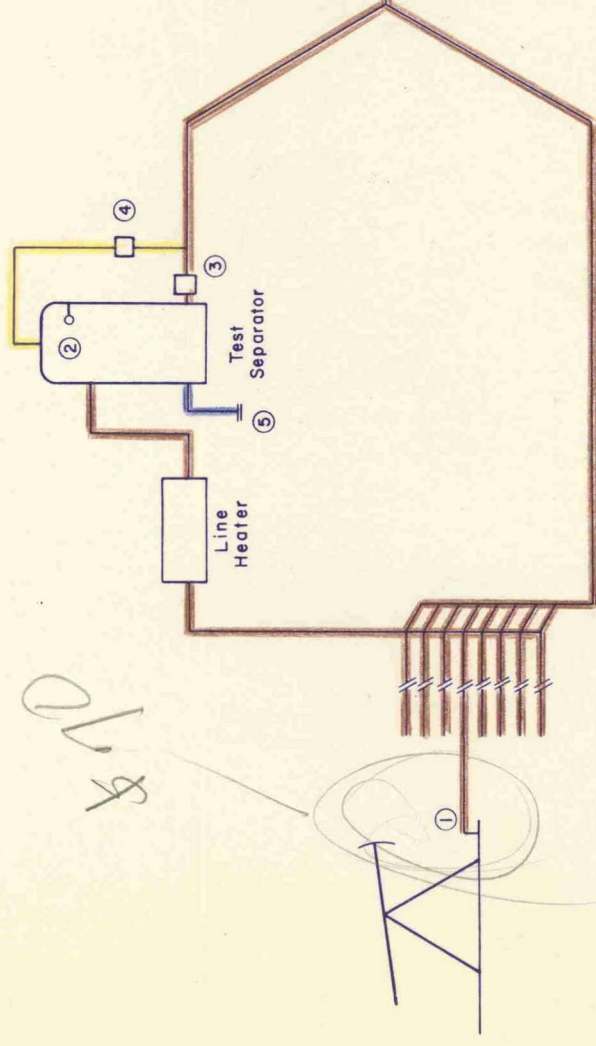 ④
③
②
Test
Separator
⑤
Line
Heater
①